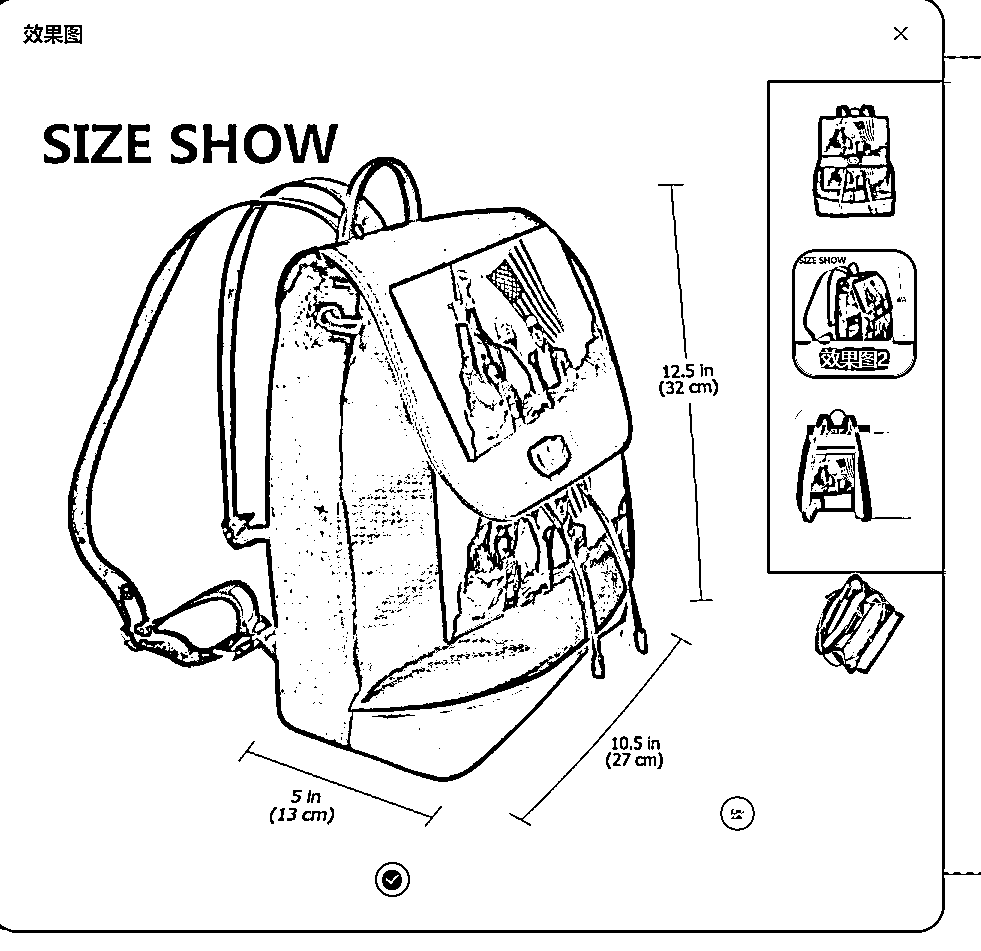 效果图
SIZE SHOW
12.5 in
(32 cm)
SIZE SHOW
效果图2
10.5 in
(27 cm)
5 in
(13 cm)